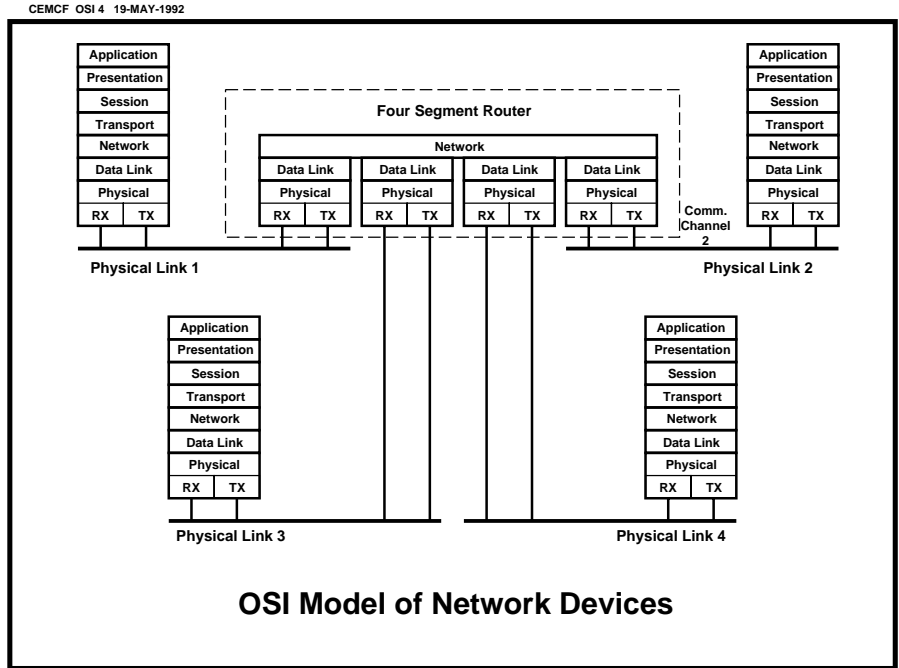 CEMCF OSI 4 19-MAY-1992
Application
Presentation
Session
Transport
Network
Data Link
Physical
RX TX
Physical Link 1
Four Segment Router
Network
Data Link Data Link Data Link Data Link
Physical Physical Physical Physical
RX TX RX TX RX TX RX TX
Comm.
Channel
2
Application
Presentation
Session
Transport
Network
Data Link
Physical
RX TX
Physical Link 2
Application
Presentation
Session
Transport
Network
Data Link
Physical
RX TX
Physical Link 3
Application
Presentation
Session
Transport
Network
Data Link
Physical
RX TX
Physical Link 4
OSI Model of Network Devices